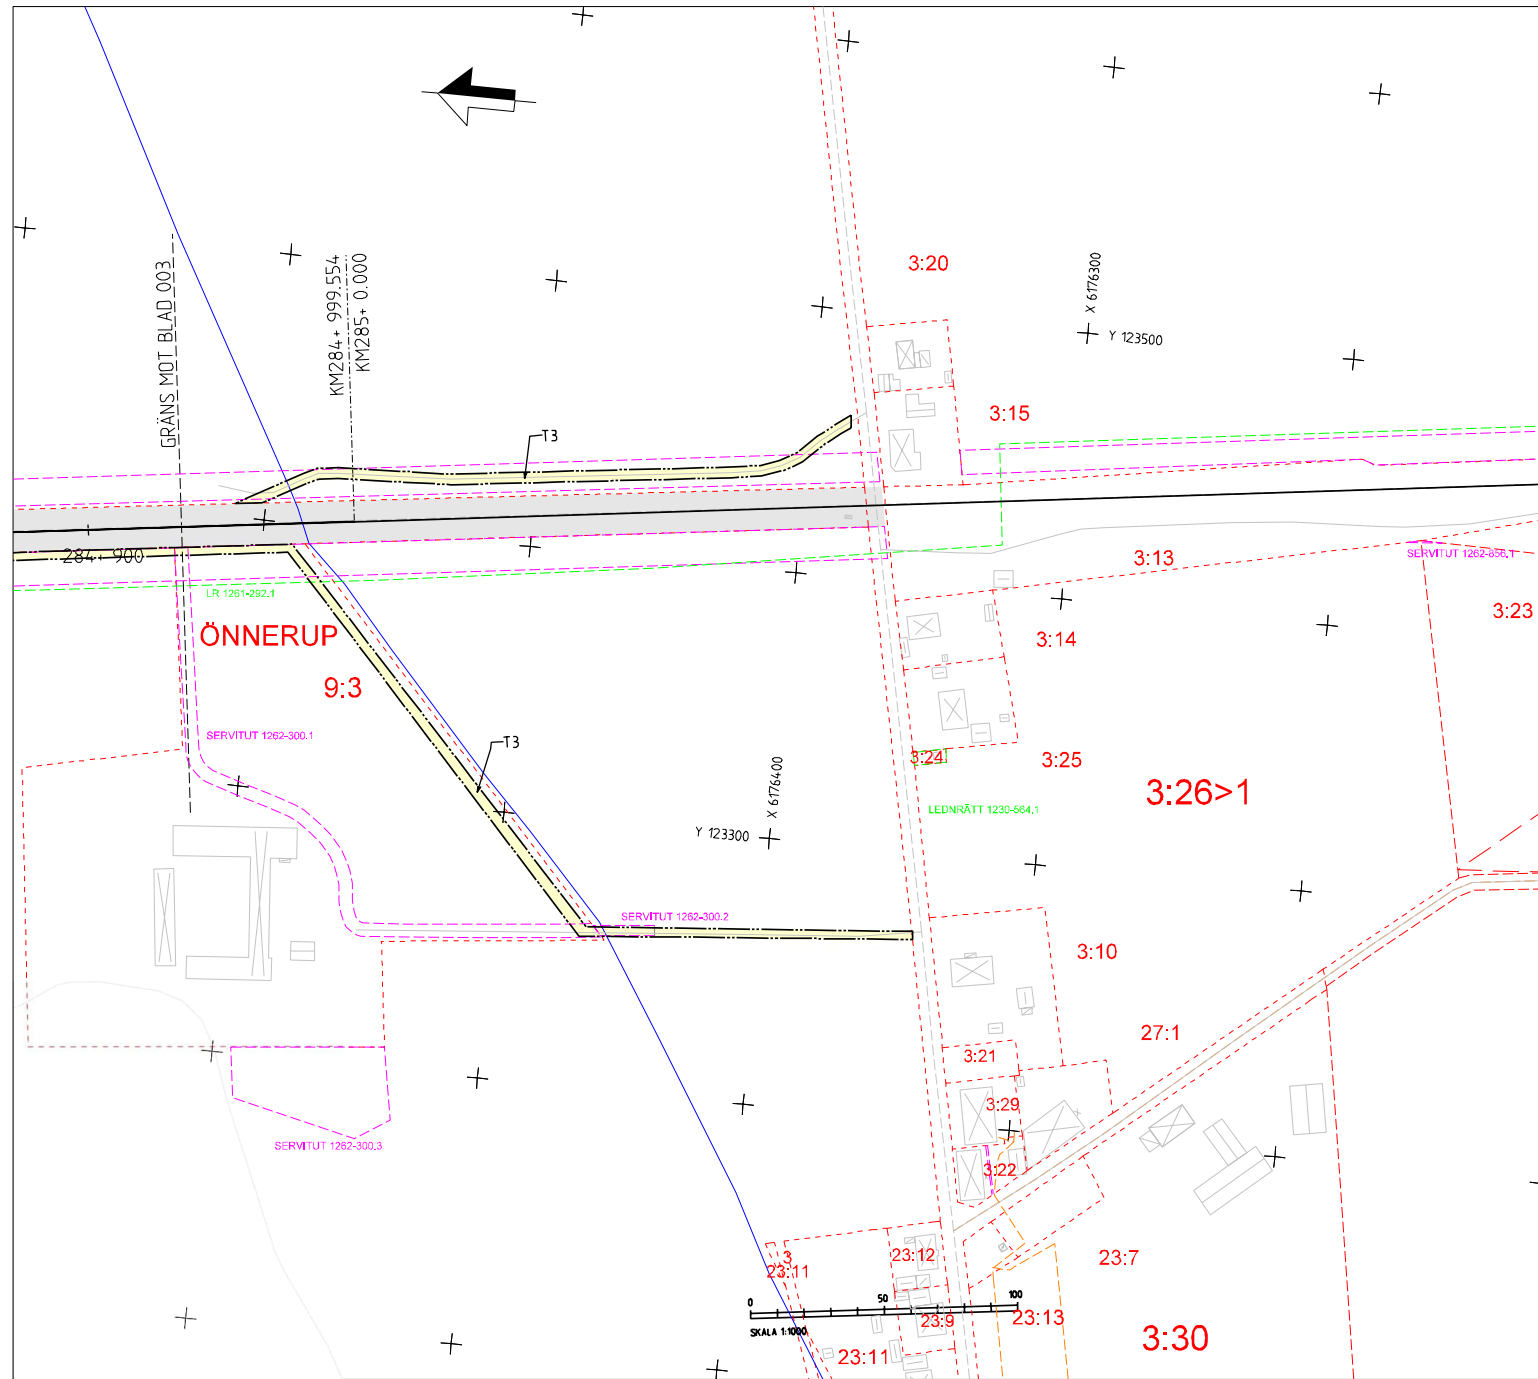 3:20
X 6176300
Y 123500
GRÄNS MOT BLAD 003
KM284+ 999.554
KM285+ 0.000
3:15
T3
284+ 900
3:13
SERVITUT 1262-856.1
LR 1261-292.1
3:23
ÖNNERUP
3:14
9:3
SERVITUT 1262-300.1
T3
3:24
3:25
X 6176400
3:26>1
LEDNRÄTT 1230-564.1
Y 123300
SERVITUT 1262-300.2
3:10
27:1
3:21
3:29
SERVITUT 1262-300.3
3:22
3
23:12
23:7
23:11
0 50 100
23:9
23:13
SKALA 1:1000
3:30
23:11